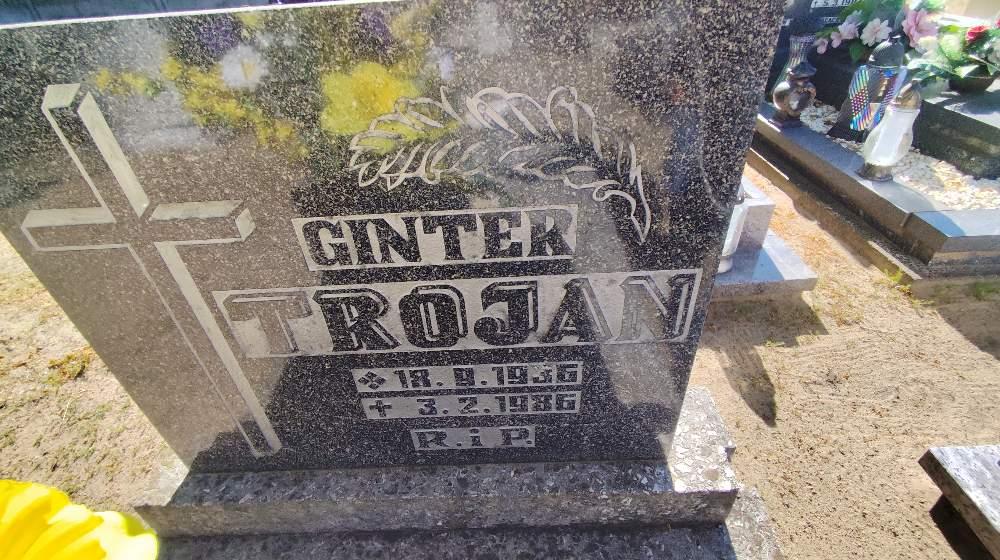 GINTER
TROJAN
❖ 18.9.1936
+ 3.2.1986
R.i P.